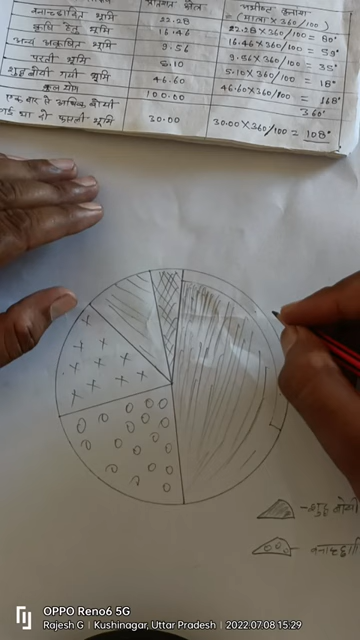 प्रतिशत क्षेत्र
(मात्रा × 360/100)
वनाच्छादित भूमि 22.28 22.28 × 360/100 = 80°
कृषि हेतु भूमि 16.46 16.46 × 360/100 = 59°
अन्य अकृषित भूमि 9.56 9.56 × 360/100 = 35°
परती भूमि 5.10 5.10 × 360/100 = 18°
शुद्ध बोयी गयी भूमि 46.60 46.60 × 360/100 = 168°
कुल योग 100.00 360°
एक बार से अधिक बोयी
30.00 30.00 × 360/100 = 108°
- शुद्ध बोयी
OPPO Reno6 5G
Rajesh.G | Kushinagar, Uttar Pradesh | 2022.07.08 15:29